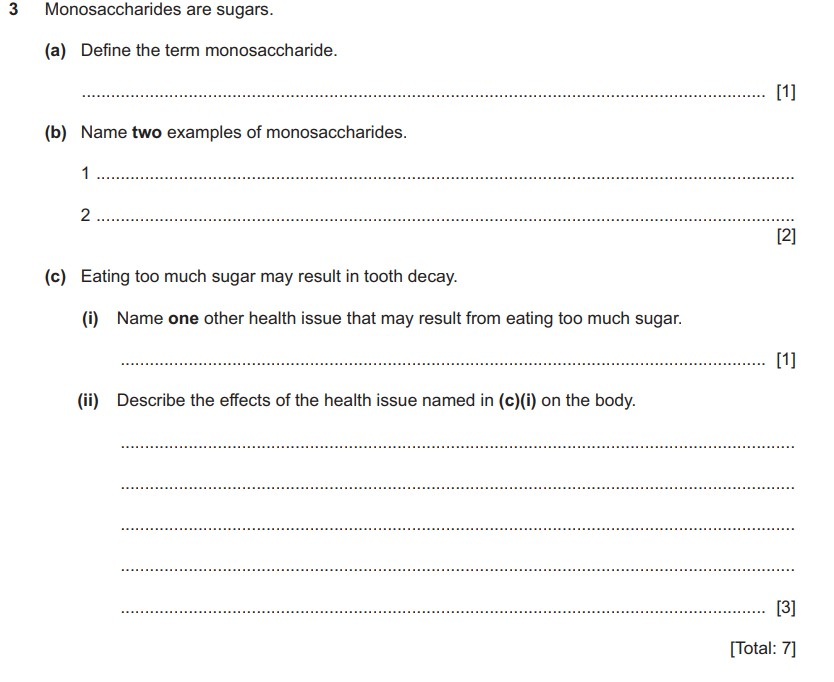 3 Monosaccharides are sugars.
(a) Define the term monosaccharide.
.......................................................................................................................................... [1]
(b) Name two examples of monosaccharides.
1 ..............................................................................................................................................
2 ..............................................................................................................................................
[2]
(c) Eating too much sugar may result in tooth decay.
(i) Name one other health issue that may result from eating too much sugar.
.................................................................................................................................. [1]
(ii) Describe the effects of the health issue named in (c)(i) on the body.
.........................................................................................................................................
.........................................................................................................................................
.........................................................................................................................................
.........................................................................................................................................
.................................................................................................................................. [3]
[Total: 7]